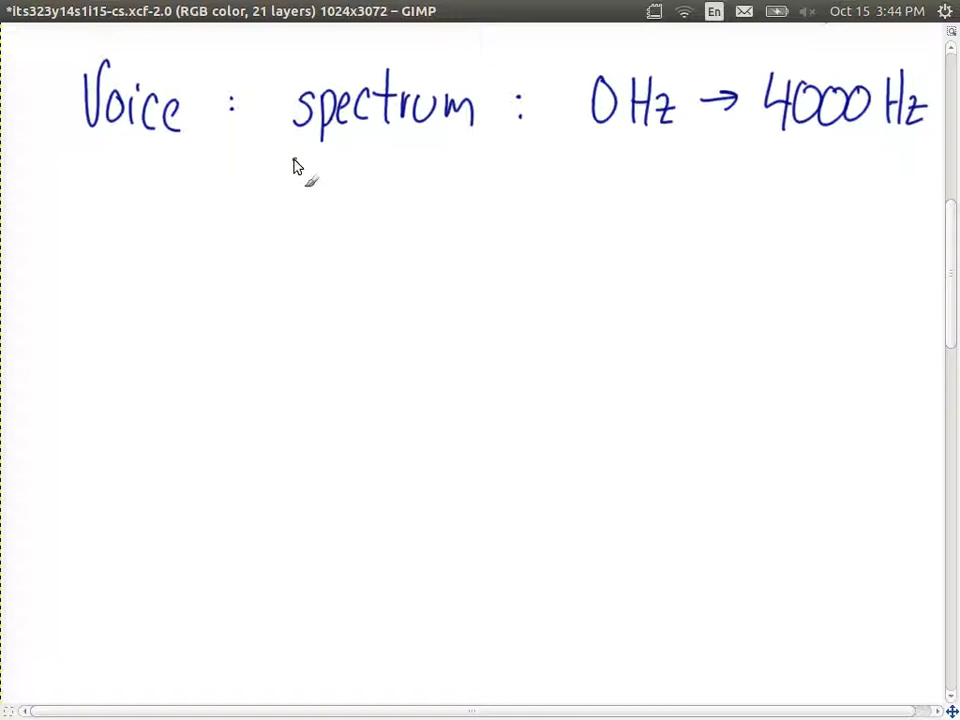 *its323y14s1i15-cs.xcf-2.0 (RGB color, 21 layers) 1024x3072 – GIMP En Oct 15 3:44 PM
Voice : spectrum : 0 Hz → 4000 Hz